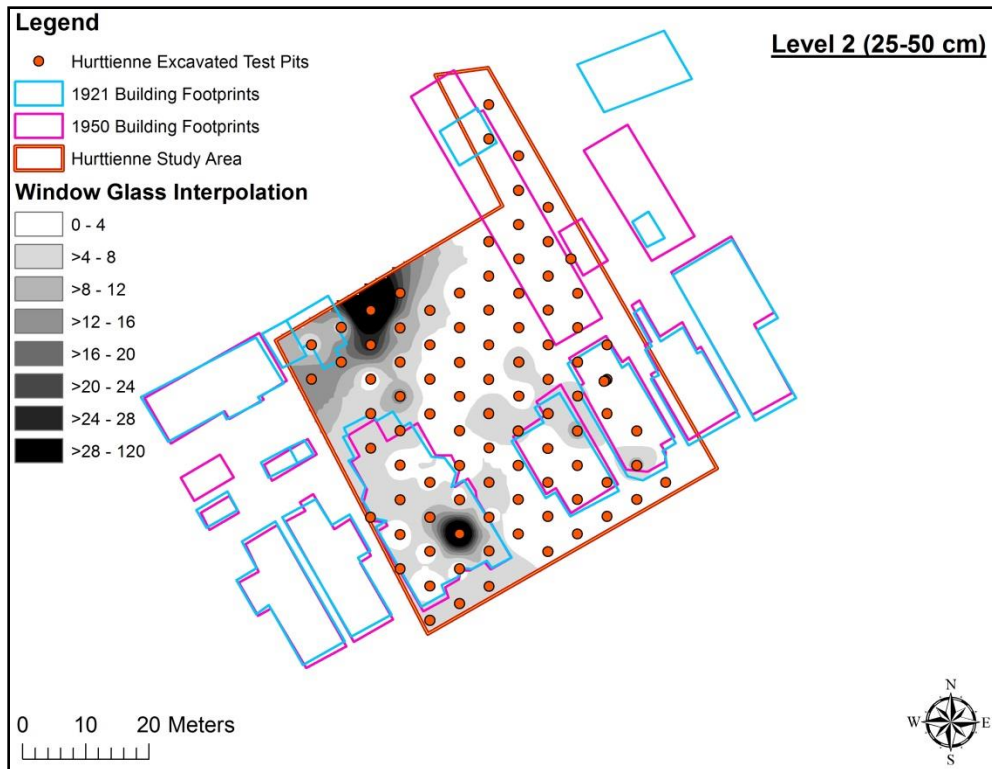 Legend
Level 2 (25-50 cm)
Hurttienne Excavated Test Pits
1921 Building Footprints
1950 Building Footprints
Hurttienne Study Area
Window Glass Interpolation
0 - 4
>4 - 8
>8 - 12
>12 - 16
>16 - 20
>20 - 24
>24 - 28
>28 - 120
0 10 20 Meters
N
W E
S